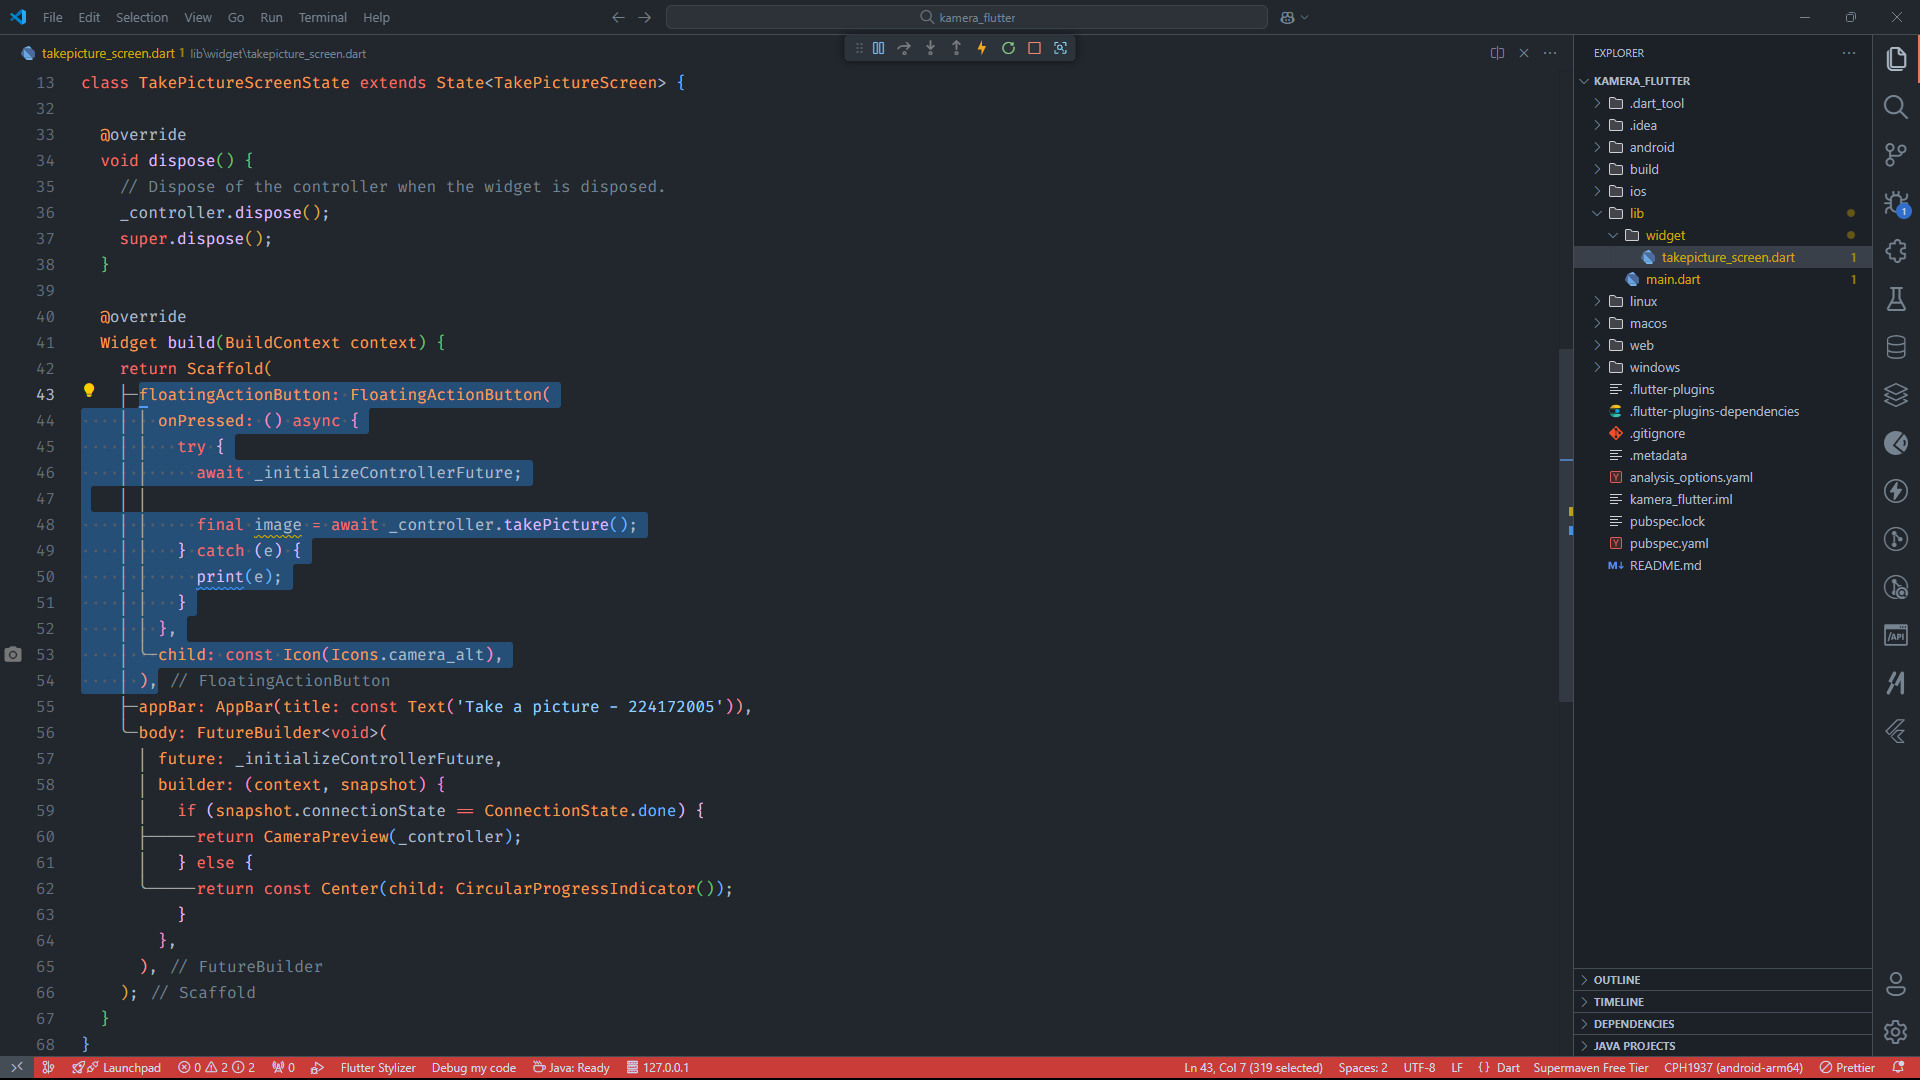 File Edit Selection View Go Run Terminal Help
kamera_flutter
takepicture_screen.dart 1 lib\widget\takepicture_screen.dart
13 class TakePictureScreenState extends State<TakePictureScreen> {
32
33 @override
34 void dispose() {
35 // Dispose of the controller when the widget is disposed.
36 _controller.dispose();
37 super.dispose();
38 }
39
40 @override
41 Widget build(BuildContext context) {
42 return Scaffold(
43 floatingActionButton: FloatingActionButton(
44 onPressed: () async {
45 try {
46 await _initializeControllerFuture;
47
48 final image = await _controller.takePicture();
49 } catch (e) {
50 print(e);
51 }
52 },
53 child: const Icon(Icons.camera_alt),
54 ), // FloatingActionButton
55 appBar: AppBar(title: const Text('Take a picture - 224172005')),
56 body: FutureBuilder<void>(
57 future: _initializeControllerFuture,
58 builder: (context, snapshot) {
59 if (snapshot.connectionState == ConnectionState.done) {
60 return CameraPreview(_controller);
61 } else {
62 return const Center(child: CircularProgressIndicator());
63 }
64 },
65 ), // FutureBuilder
66 ); // Scaffold
67 }
68 }
EXPLORER
KAMERA_FLUTTER
.dart_tool
.idea
android
build
ios
lib
widget
takepicture_screen.dart 1
main.dart 1
linux
macos
web
windows
.flutter-plugins
.flutter-plugins-dependencies
.gitignore
.metadata
analysis_options.yaml
kamera_flutter.iml
pubspec.lock
pubspec.yaml
README.md
OUTLINE
TIMELINE
DEPENDENCIES
JAVA PROJECTS
1
/API
Launchpad 0 2 2 0 Flutter Stylizer Debug my code Java: Ready 127.0.0.1 Ln 43, Col 7 (319 selected) Spaces: 2 UTF-8 LF {} Dart Supermaven Free Tier CPH1937 (android-arm64) Prettier